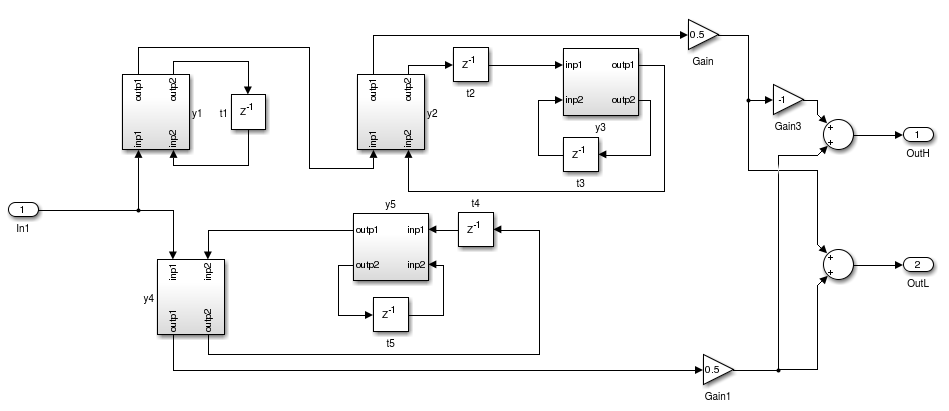 0.5
Gain
outp1
outp2
y1
inp1
inp2
t1
z-1
outp1
outp2
y2
inp1
inp2
z-1
t2
inp1
outp1
inp2
outp2
y3
z-1
t3
-1
Gain3
+
+
1
OutH
1
In1
y4
inp1
inp2
outp1
outp2
y5
outp1
inp1
outp2
inp2
t4
z-1
z-1
t5
+
+
2
OutL
0.5
Gain1